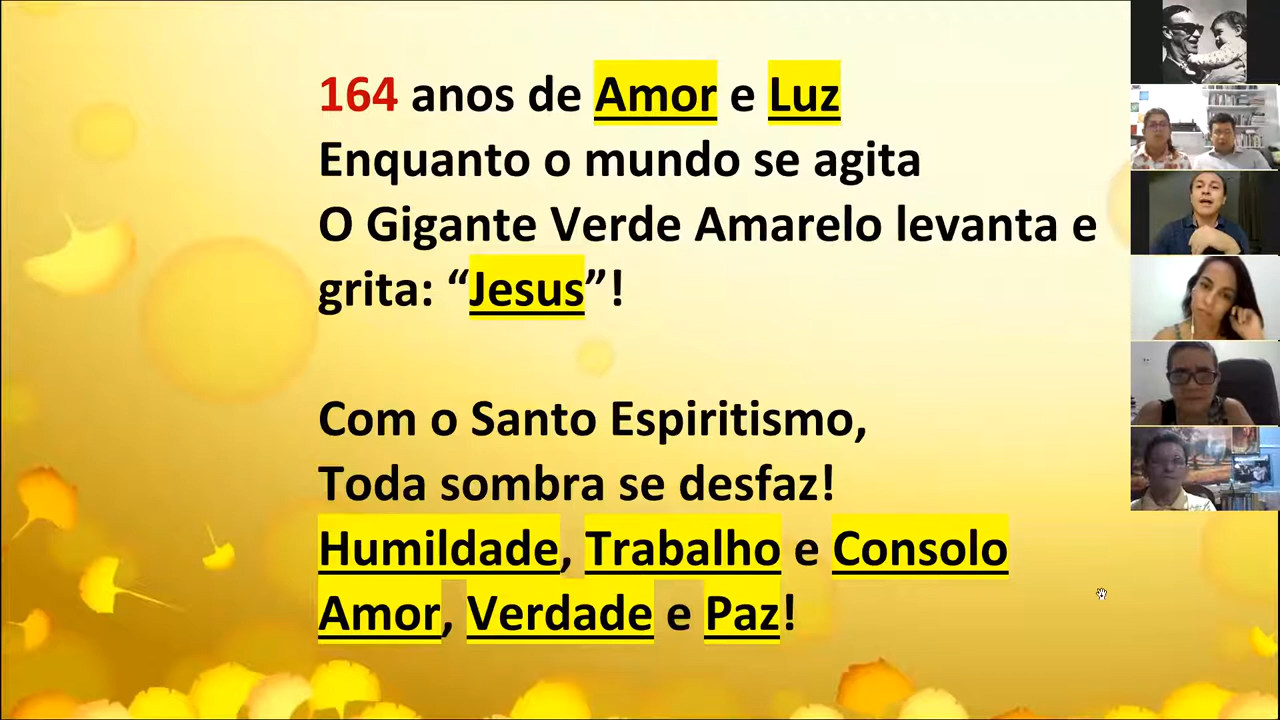 164 anos de Amor e Luz
Enquanto o mundo se agita
O Gigante Verde Amarelo levanta e
grita: “Jesus”!
Com o Santo Espiritismo,
Toda sombra se desfaz!
Humildade, Trabalho e Consolo
Amor, Verdade e Paz!